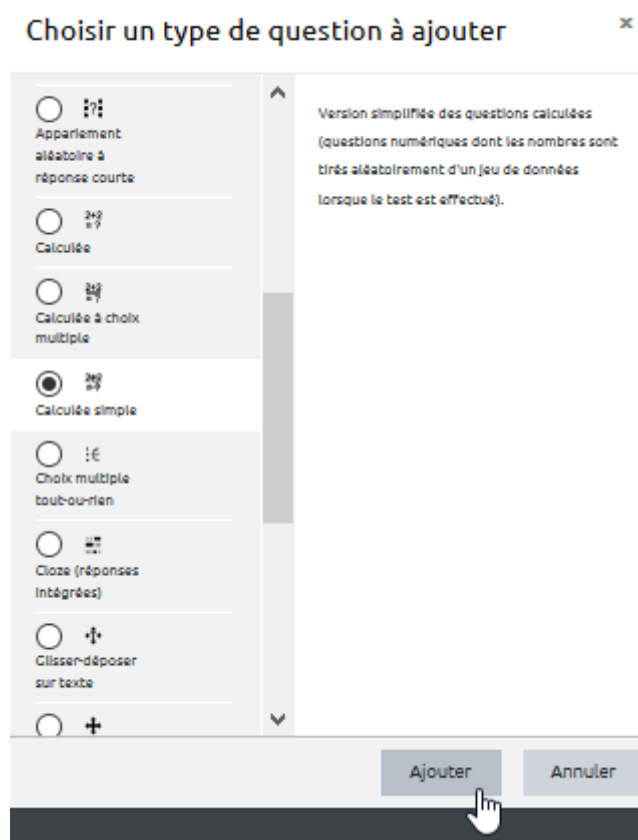 Choisir un type de question à ajouter
Appariement
aléatoire à
réponse courte
Calculée
Calculée à choix
multiple
Calculée simple
Choix multiple
tout-ou-rien
Cloze (réponses
intégrées)
Glisser-déposer
sur texte
Version simplifiée des questions calculées
(questions numériques dont les nombres sont
tirés aléatoirement d'un jeu de données
lorsque le test est effectué).
Ajouter
Annuler